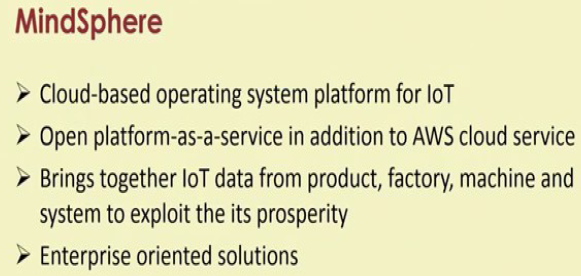 MindSphere
➢ Cloud-based operating system platform for IoT
➢ Open platform-as-a-service in addition to AWS cloud service
➢ Brings together IoT data from product, factory, machine and
system to exploit the its prosperity
➢ Enterprise oriented solutions